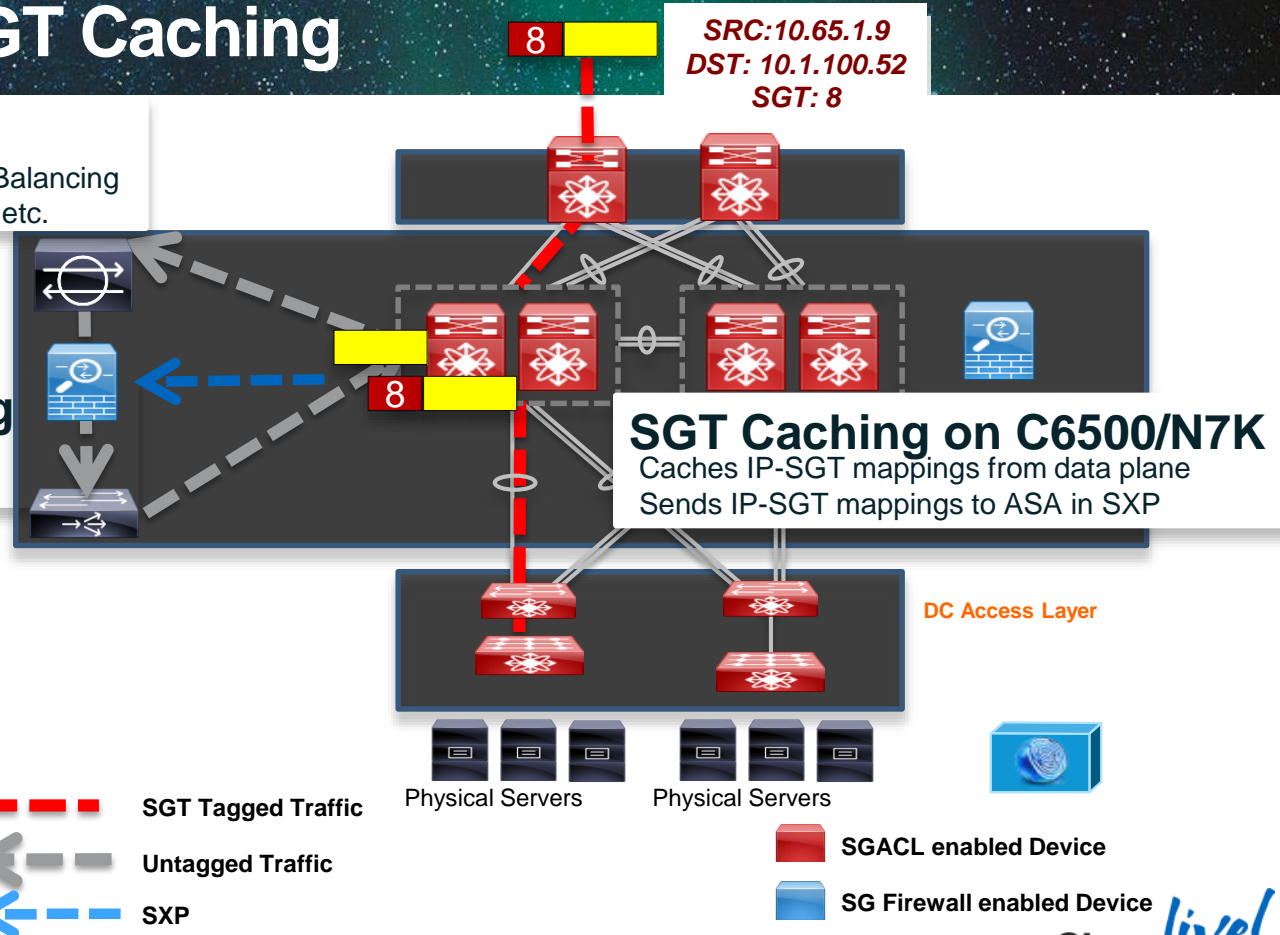 GT Caching
8
SRC:10.65.1.9
DST: 10.1.100.52
SGT: 8
Balancing
etc.
8
g
SGT Caching on C6500/N7K
Caches IP-SGT mappings from data plane
Sends IP-SGT mappings to ASA in SXP
DC Access Layer
Physical Servers
Physical Servers
SGT Tagged Traffic
Untagged Traffic
SXP
SGACL enabled Device
SG Firewall enabled Device
live!